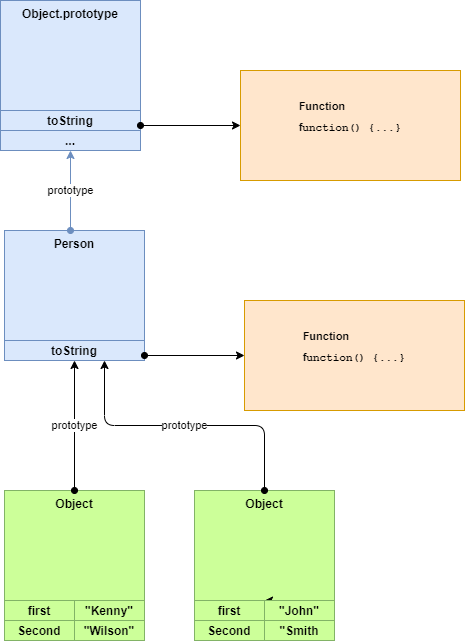 Object.prototype
toString
...
Function
function() {...}
prototype
Person
toString
Function
function() {...}
prototype
prototype
Object
first "Kenny"
Second "Wilson"
Object
first "John"
Second "Smith